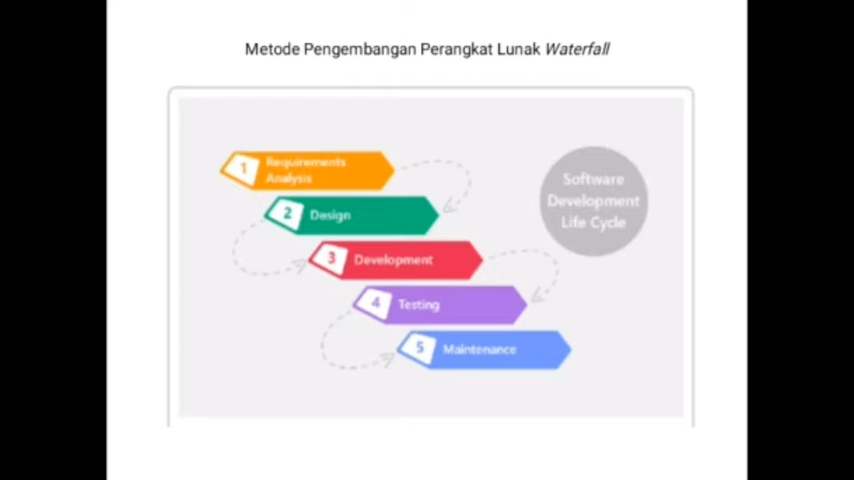 Metode Pengembangan Perangkat Lunak Waterfall
1
Requirements
Analysis
Software
Development
Life Cycle
2
Design
3
Development
4
Testing
5
Maintenance